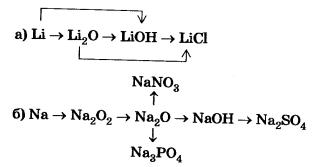 а) Li → Li₂O → LiOH → LiCl
NaNO₃
↑
б) Na → Na₂O₂ → Na₂O → NaOH → Na₂SO₄
↓
Na₃PO₄